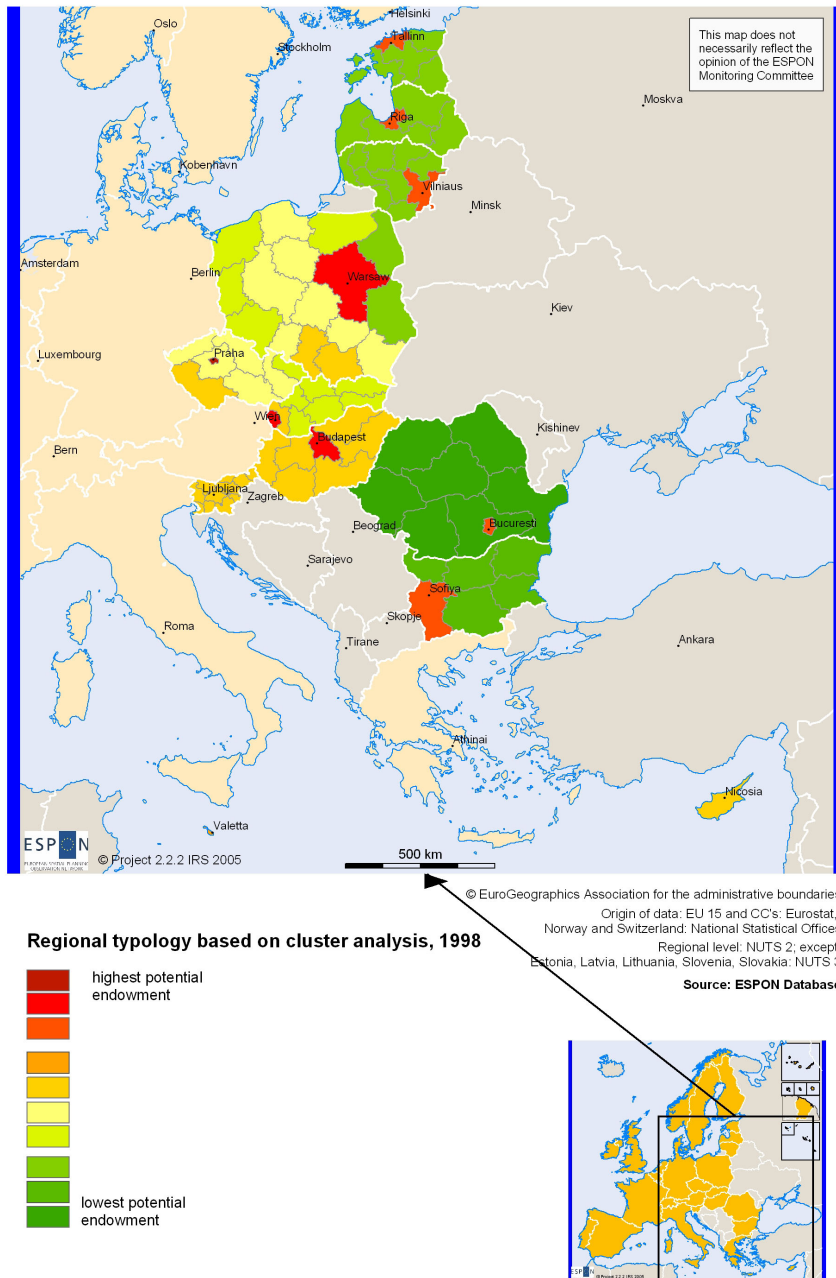 Helsinki
Oslo
Tallinn
Stockholm
This map does not
necessarily reflect the
opinion of the ESPON
Monitoring Committee
Moskva
Riga
Kobenhavn
Vilniaus
Minsk
Amsterdam
Berlin
Warsaw
Kiev
Luxembourg
Praha
Wien
Kishinev
Bern
Budapest
Ljubljana
Zagreb
Beograd
Bucuresti
Sarajevo
Sofiya
Skopje
Roma
Tirane
Ankara
Athinai
Nicosia
Valetta
ESPON
© Project 2.2.2 IRS 2005
500 km
© EuroGeographics Association for the administrative boundaries
Origin of data: EU 15 and CC's: Eurostat,
Norway and Switzerland: National Statistical Offices
Regional level: NUTS 2; except
Estonia, Latvia, Lithuania, Slovenia, Slovakia: NUTS 3
Source: ESPON Database
Regional typology based on cluster analysis, 1998
highest potential
endowment
lowest potential
endowment
ESPON